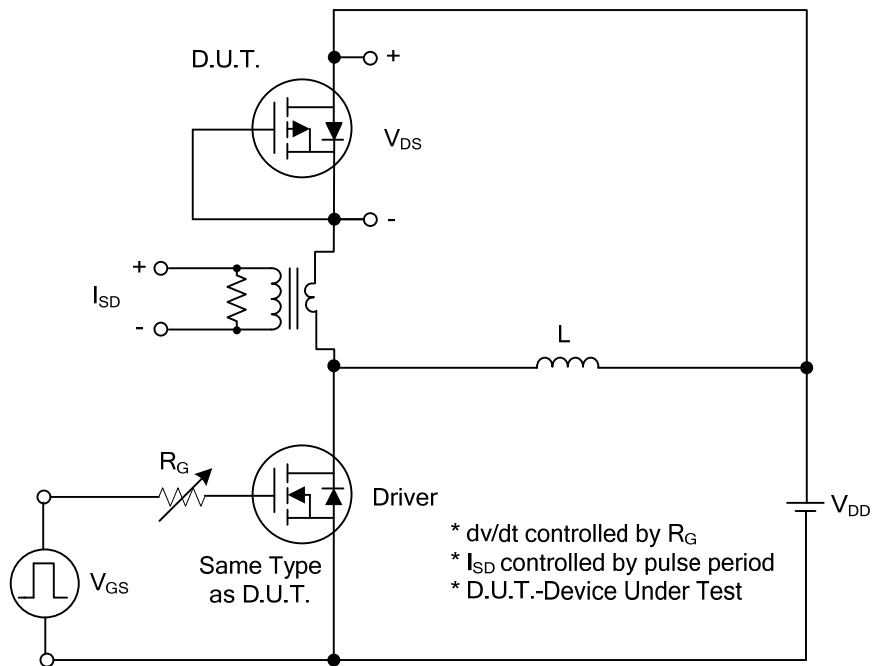 D.U.T.
+
V_DS
-
+
I_SD
-
L
R_G
Driver
V_DD
V_GS
Same Type
as D.U.T.
* dv/dt controlled by R_G
* I_SD controlled by pulse period
* D.U.T.-Device Under Test